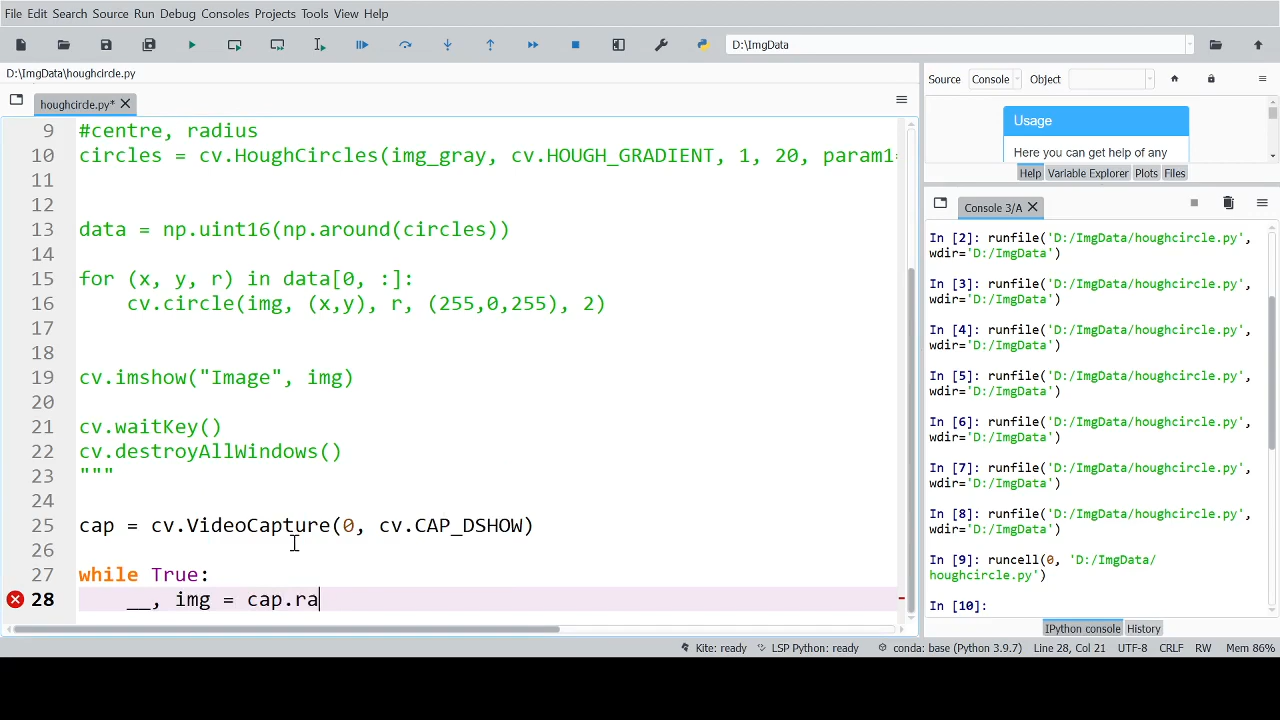 File Edit Search Source Run Debug Consoles Projects Tools View Help
D:\ImgData
D:\ImgData\houghcircle.py
houghcircle.py*
9 #centre, radius
10 circles = cv.HoughCircles(img_gray, cv.HOUGH_GRADIENT, 1, 20, param1=
11
12
13 data = np.uint16(np.around(circles))
14
15 for (x, y, r) in data[0, :]:
16 cv.circle(img, (x,y), r, (255,0,255), 2)
17
18
19 cv.imshow("Image", img)
20
21 cv.waitKey()
22 cv.destroyAllWindows()
23 """
24
25 cap = cv.VideoCapture(0, cv.CAP_DSHOW)
26
27 while True:
28 __, img = cap.ra
Source Console Object
Usage
Here you can get help of any
Help Variable Explorer Plots Files
Console 3/A
In [2]: runfile('D:/ImgData/houghcircle.py',
wdir='D:/ImgData')
In [3]: runfile('D:/ImgData/houghcircle.py',
wdir='D:/ImgData')
In [4]: runfile('D:/ImgData/houghcircle.py',
wdir='D:/ImgData')
In [5]: runfile('D:/ImgData/houghcircle.py',
wdir='D:/ImgData')
In [6]: runfile('D:/ImgData/houghcircle.py',
wdir='D:/ImgData')
In [7]: runfile('D:/ImgData/houghcircle.py',
wdir='D:/ImgData')
In [8]: runfile('D:/ImgData/houghcircle.py',
wdir='D:/ImgData')
In [9]: runcell(0, 'D:/ImgData/
houghcircle.py')
In [10]:
IPython console History
Kite: ready LSP Python: ready conda: base (Python 3.9.7) Line 28, Col 21 UTF-8 CRLF RW Mem 86%